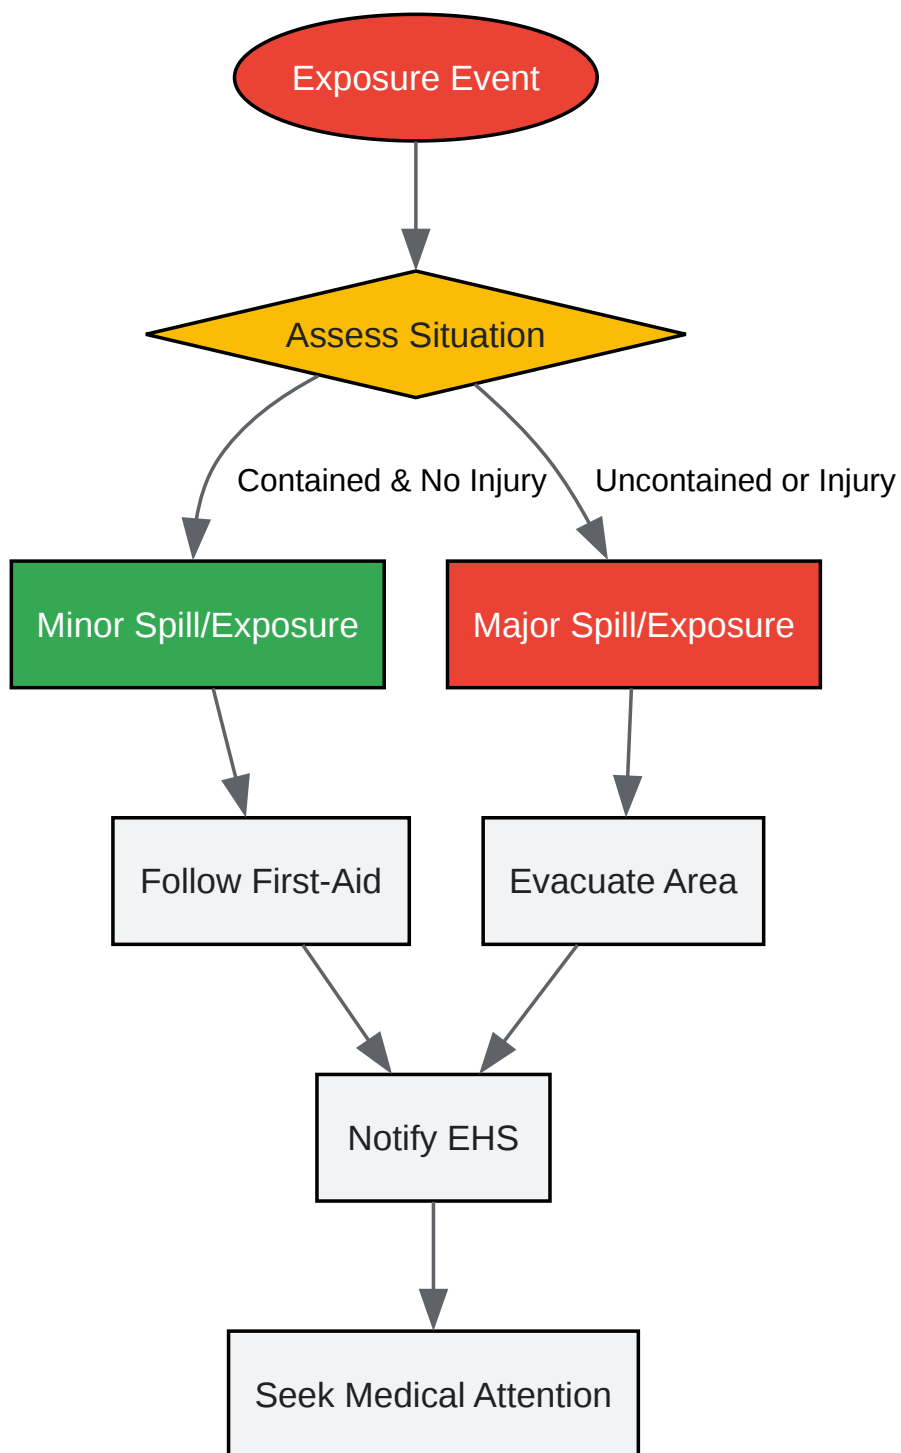 Exposure Event
Assess Situation
Contained & No Injury
Uncontained or Injury
Minor Spill/Exposure
Major Spill/Exposure
Follow First-Aid
Evacuate Area
Notify EHS
Seek Medical Attention